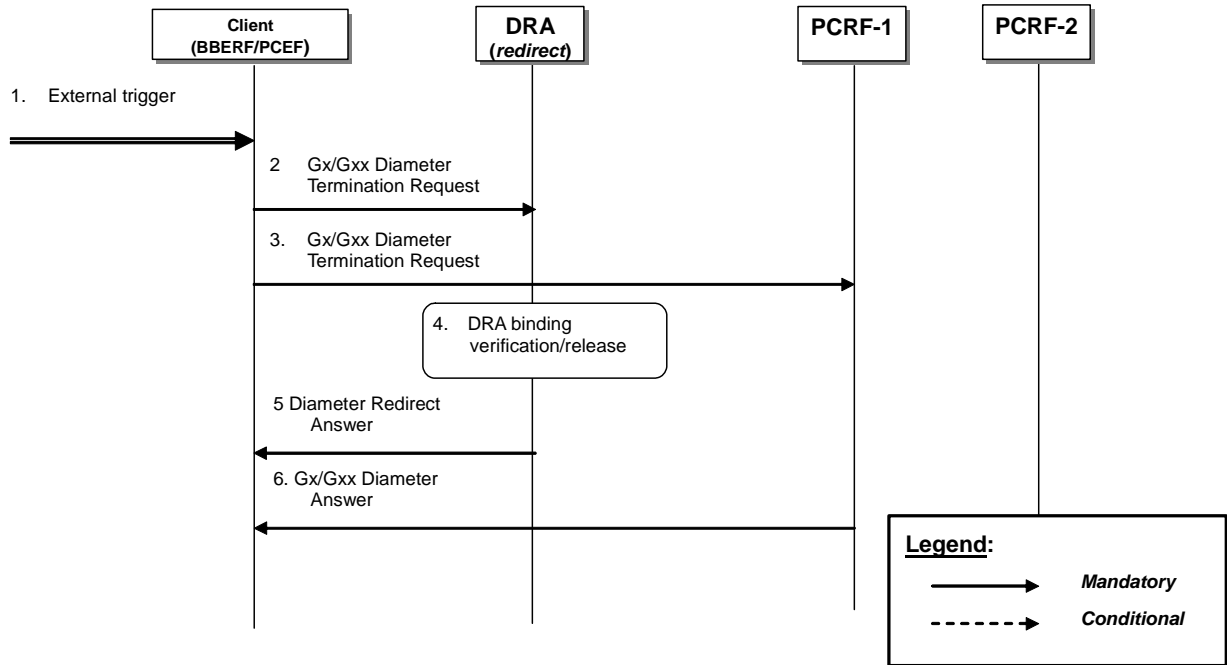 Client
(BBERF/PCEF)
DRA
(redirect)
PCRF-1
PCRF-2
1. External trigger
2 Gx/Gxx Diameter
Termination Request
3. Gx/Gxx Diameter
Termination Request
4. DRA binding
verification/release
5 Diameter Redirect
Answer
6. Gx/Gxx Diameter
Answer
Legend:
Mandatory
Conditional